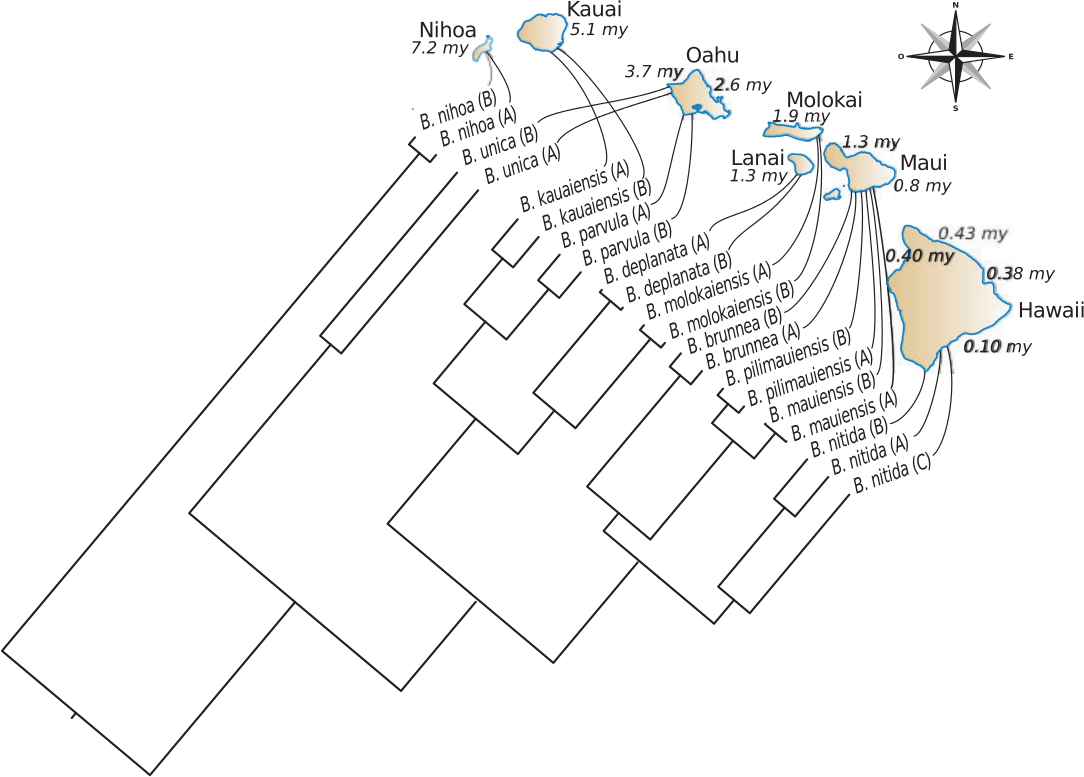 N
O
E
S
Nihoa
7.2 my
Kauai
5.1 my
Oahu
3.7 my
2.6 my
Molokai
1.9 my
Lanai
1.3 my
1.3 my
Maui
0.8 my
0.43 my
0.40 my
0.38 my
Hawaii
0.10 my
B. nihoa (B)
B. nihoa (A)
B. unica (B)
B. unica (A)
B. kauaiensis (A)
B. kauaiensis (B)
B. parvula (A)
B. parvula (B)
B. deplanata (A)
B. deplanata (B)
B. molokaiensis (A)
B. molokaiensis (B)
B. brunnea (B)
B. brunnea (A)
B. pilimauiensis (B)
B. pilimauiensis (A)
B. mauiensis (B)
B. mauiensis (A)
B. nitida (B)
B. nitida (A)
B. nitida (C)